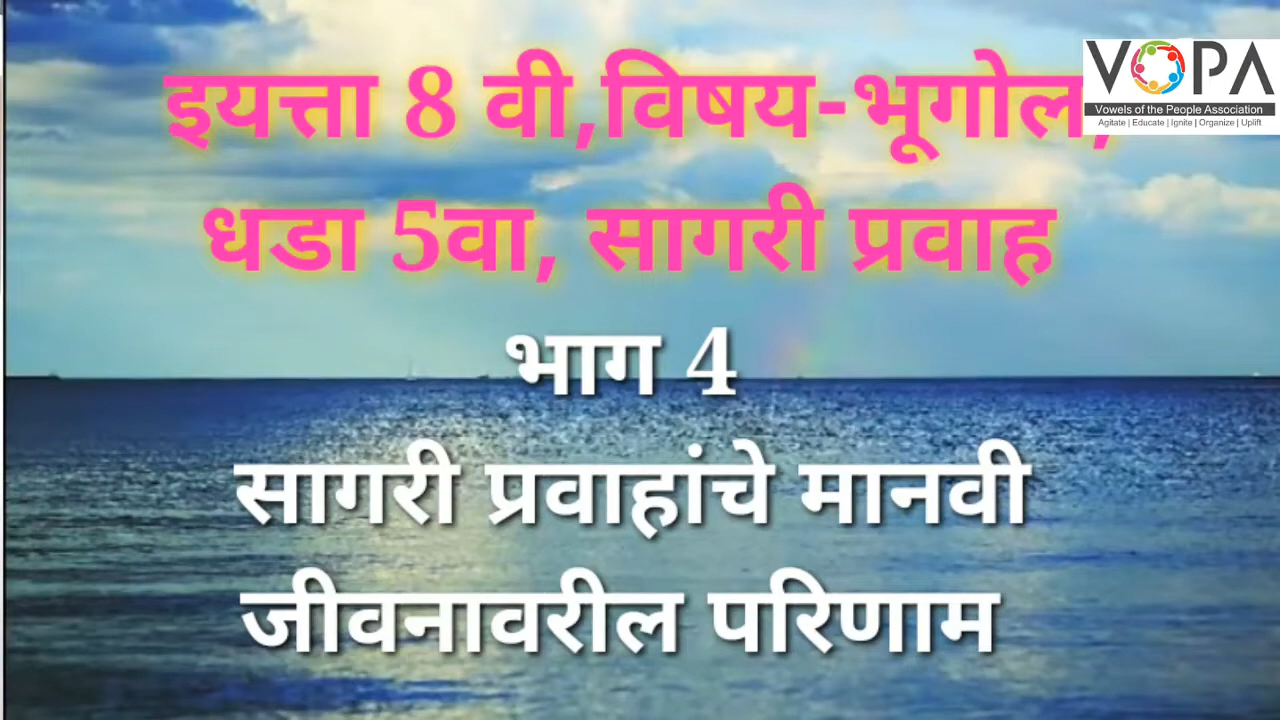 इयत्ता 8 वी,विषय-भूगोल,
VOPA
Vowels of the People Association
Agitate | Educate | Ignite | Organize | Uplift
धडा 5वा, सागरी प्रवाह
भाग 4
सागरी प्रवाहांचे मानवी
जीवनावरील परिणाम